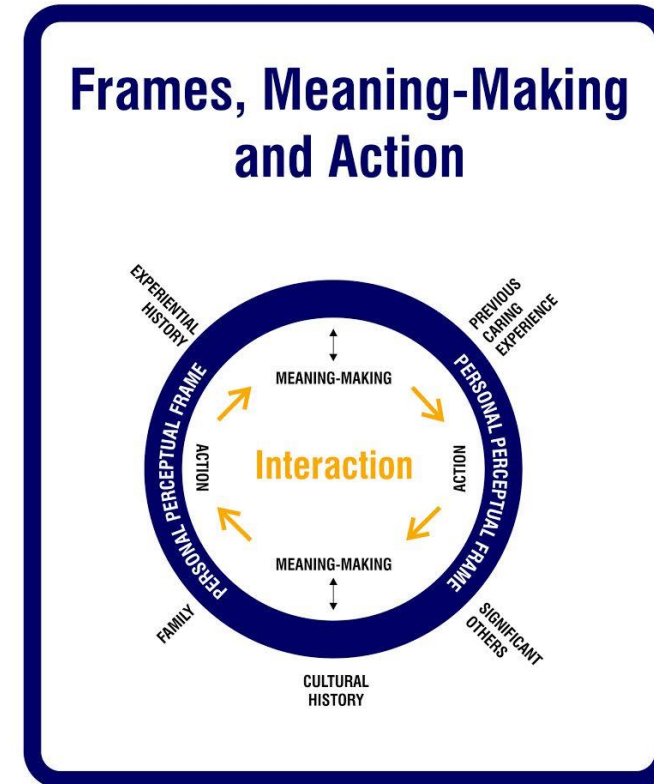 Frames, Meaning-Making
and Action
EXPERIENTIAL
HISTORY
PREVIOUS
CARING
EXPERIENCE
PERSONAL PERCEPTUAL FRAME
PERSONAL PERCEPTUAL FRAME
MEANING-MAKING
ACTION
Interaction
ACTION
MEANING-MAKING
FAMILY
SIGNIFICANT
OTHERS
CULTURAL
HISTORY